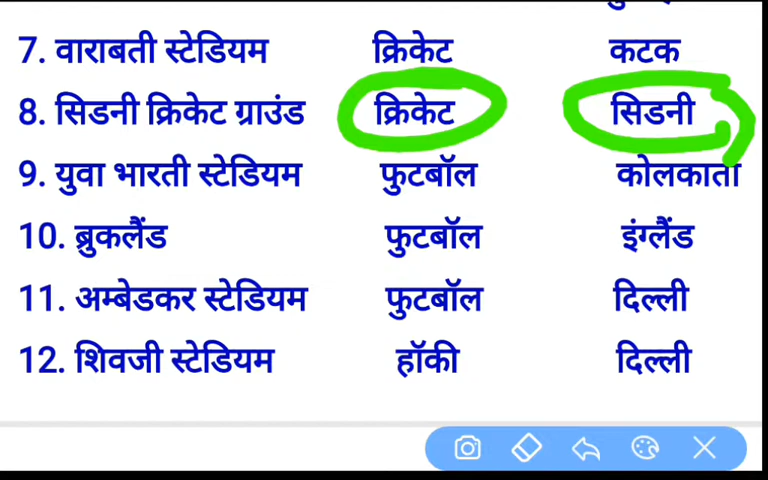 7. वाराबती स्टेडियम क्रिकेट कटक
8. सिडनी क्रिकेट ग्राउंड क्रिकेट सिडनी
9. युवा भारती स्टेडियम फुटबॉल कोलकाता
10. ब्रुकलैंड फुटबॉल इंग्लैंड
11. अम्बेडकर स्टेडियम फुटबॉल दिल्ली
12. शिवजी स्टेडियम हॉकी दिल्ली